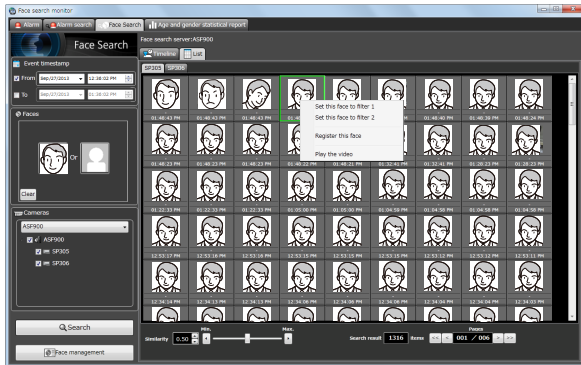 Face search monitor
Alarm Alarm search Face Search Age and gender statistical report
Face Search
Face search server:ASF900
Timeline List
Event timestamp
SP305 SP306
From Sep/27/2013 12:38:02 PM
To Sep/27/2013 01:38:02 PM
Set this face to filter 1
Set this face to filter 2
Register this face
Play the video
01:48:43 PM 01:48:43 PM 01:48:43 PM 01:48:40 PM 01:38:30 PM 01:48:24 PM
Faces
Or
Clear
01:48:23 PM 01:48:23 PM 01:48:23 PM 01:48:22 PM 01:48:21 PM 01:32:41 PM 01:32:41 PM 01:28:23 PM 01:28:23 PM
01:22:33 PM 01:22:33 PM 01:22:33 PM 01:05:00 PM 01:05:00 PM 01:04:58 PM 01:04:58 PM 01:04:58 PM 01:04:58 PM
Cameras
ASF900
ASF900
SP305
SP306
12:53:17 PM 12:53:16 PM 12:53:16 PM 12:53:15 PM 12:53:15 PM 12:53:13 PM 12:53:12 PM 12:53:12 PM 12:53:11 PM
12:34:14 PM 12:34:13 PM 12:34:13 PM 12:34:08 PM 12:34:06 PM 12:34:04 PM 12:34:04 PM 12:34:04 PM 12:34:03 PM
Search
Face management
Min. Max.
Similarity 0.50
Search result 1316 items
Pages
<< < 001 / 006 > >>